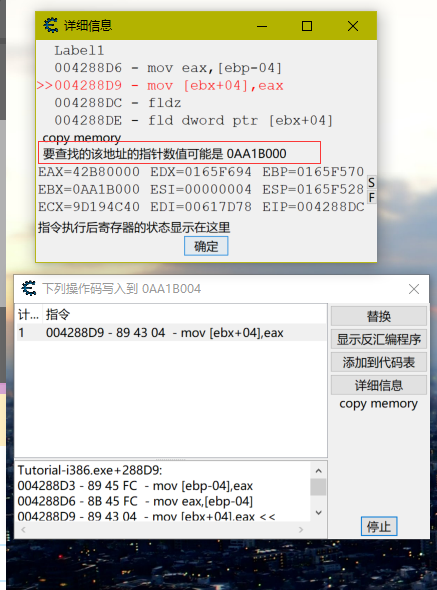 详细信息
Label1
004288D6 - mov eax,[ebp-04]
>>004288D9 - mov [ebx+04],eax
004288DC - fldz
004288DE - fld dword ptr [ebx+04]
copy memory
要查找的该地址的指针数值可能是 0AA1B000
EAX=42B80000 EDX=0165F694 EBP=0165F570
EBX=0AA1B000 ESI=00000004 ESP=0165F528
ECX=9D194C40 EDI=00617D78 EIP=004288DC
S
F
指令执行后寄存器的状态显示在这里
确定
下列操作码写入到 0AA1B004
计... 指令
1 004288D9 - 89 43 04 - mov [ebx+04],eax
替换
显示反汇编程序
添加到代码表
详细信息
copy memory
Tutorial-i386.exe+288D9:
004288D3 - 89 45 FC - mov [ebp-04],eax
004288D6 - 8B 45 FC - mov eax,[ebp-04]
004288D9 - 89 43 04 - mov [ebx+04],eax <<
停止